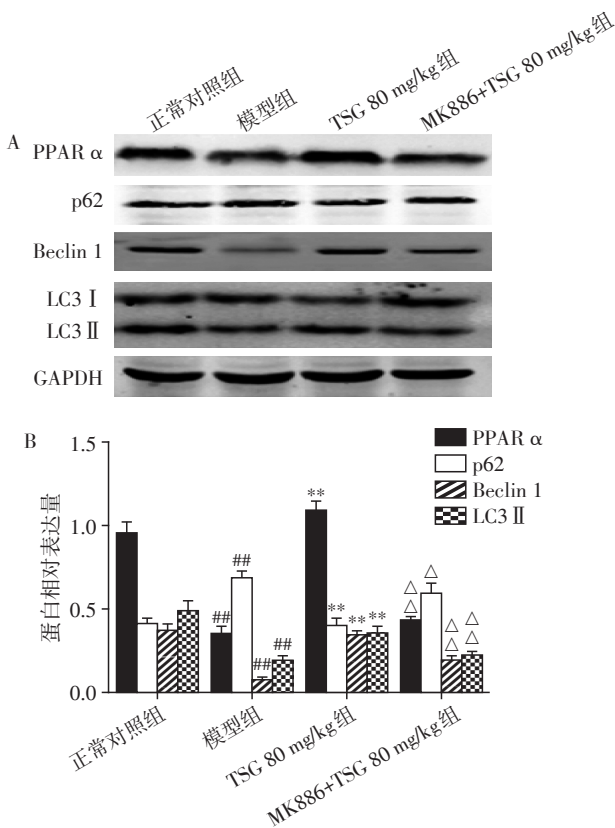 正常对照组
模型组
TSG 80 mg/kg组
MK886+TSG 80 mg/kg组
A
PPAR α
p62
Beclin 1
LC3 Ⅰ
LC3 Ⅱ
GAPDH
B
蛋白相对表达量
1.5
1.0
0.5
0.0
PPAR α
p62
Beclin 1
LC3 Ⅱ
##
##
##
##
**
**
**
**
△△
△
△△
△△
正常对照组
模型组
TSG 80 mg/kg组
MK886+TSG 80 mg/kg组